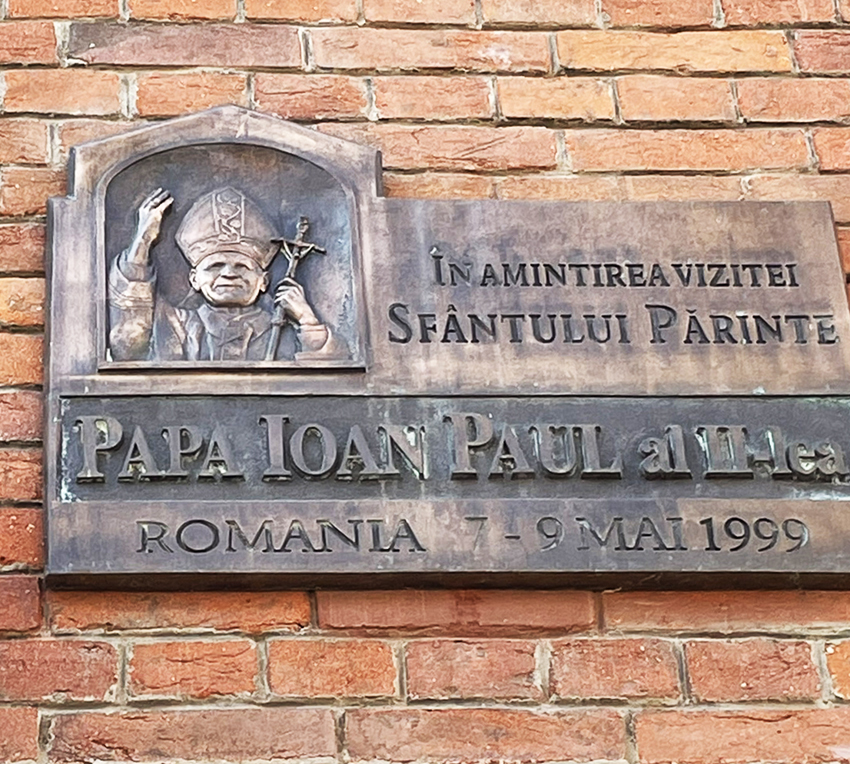 ÎN AMINTIREA VIZITEI
SFÂNTULUI PĂRINTE
PAPA IOAN PAUL al II-lea
ROMANIA 7 - 9 MAI 1999